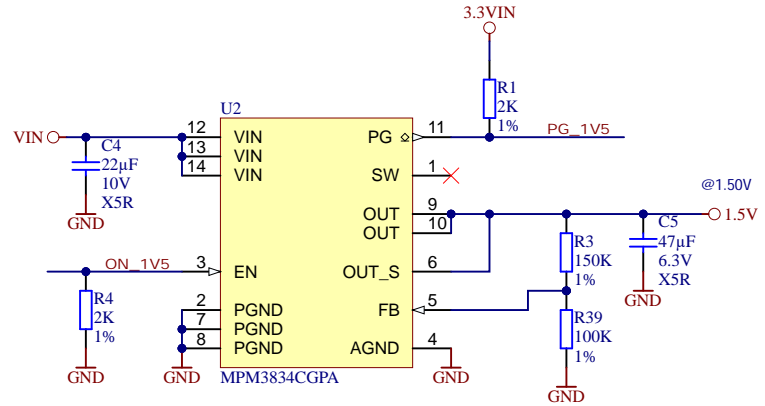 3.3VIN
R1
2K
1%
U2
VIN
C4
22µF
10V
X5R
GND
12 VIN
13 VIN
14 VIN
PG 11
PG_1V5
SW 1
@1.50V
OUT 9
OUT 10
1.5V
C5
47µF
6.3V
X5R
GND
R3
150K
1%
ON_1V5
3 EN
OUT_S 6
R4
2K
1%
GND
2 PGND
7 PGND
8 PGND
GND
FB 5
R39
100K
1%
GND
AGND 4
GND
MPM3834CGPA